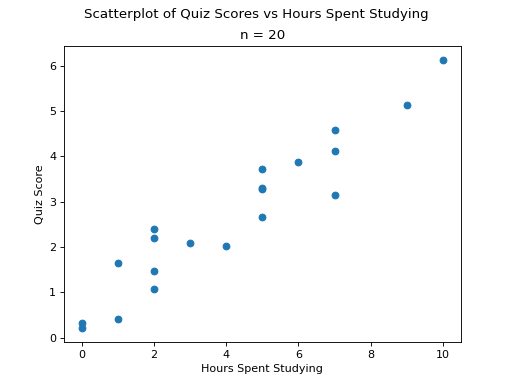 Scatterplot of Quiz Scores vs Hours Spent Studying
n = 20
6
5
4
3
2
1
0
Quiz Score
0 2 4 6 8 10
Hours Spent Studying